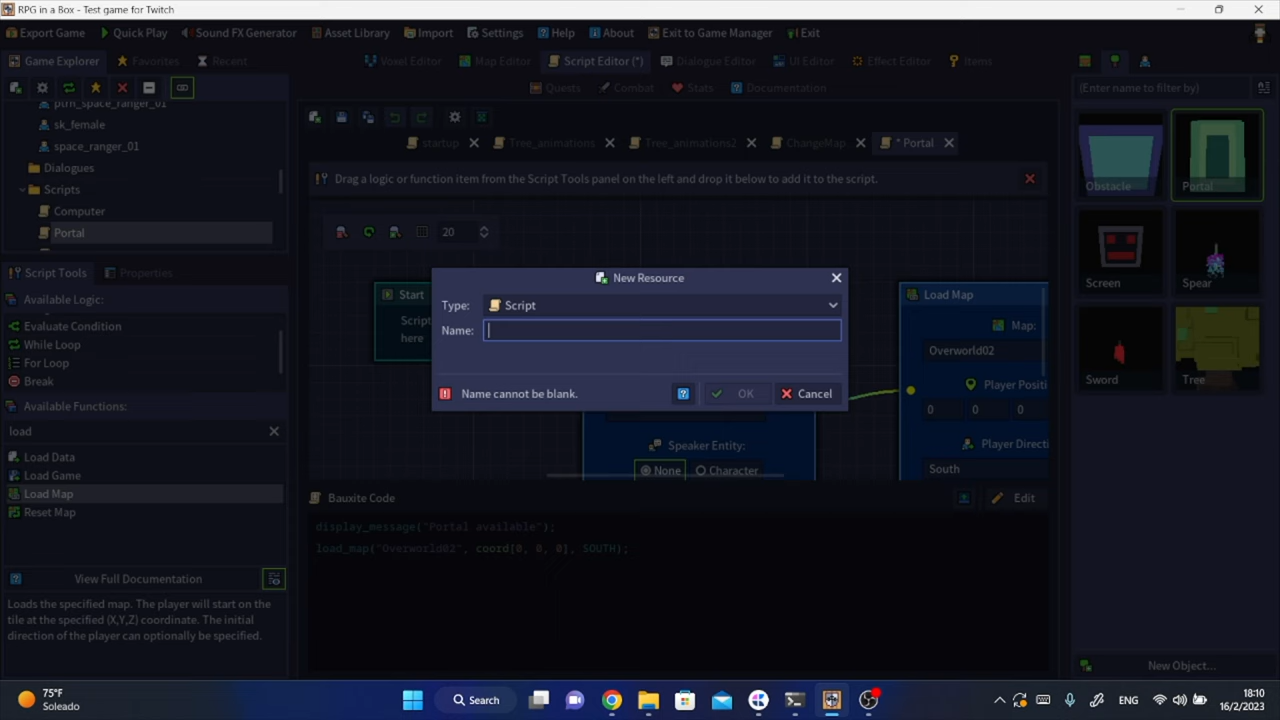 RPG in a Box - Test game for Twitch
Export Game Quick Play Sound FX Generator Asset Library Import Settings Help About Exit to Game Manager Exit
Game Explorer Favorites Recent Voxel Editor Map Editor Script Editor (*) Dialogue Editor UI Editor Effect Editor Items
Quests Combat Stats Documentation
(Enter name to filter by)
ptrn_space_ranger_01
sk_female
space_ranger_01
Dialogues
Scripts
Computer
Portal
startup Tree_animations Tree_animations2 ChangeMap * Portal
Drag a logic or function item from the Script Tools panel on the left and drop it below to add it to the script.
20
Script Tools Properties
Available Logic:
Evaluate Condition
While Loop
For Loop
Break
Available Functions:
load
Load Data
Load Game
Load Map
Reset Map
View Full Documentation
Loads the specified map. The player will start on the
tile at the specified (X,Y,Z) coordinate. The initial
direction of the player can optionally be specified.
Start
Script
here
New Resource
Type: Script
Name:
Name cannot be blank.
? OK Cancel
Speaker Entity:
None Character
Load Map
Map:
Overworld02
Player Positi
0 0 0
Player Directi
South
Bauxite Code Edit
display_message("Portal available");
load_map("Overworld02", coord[0, 0, 0], SOUTH);
Obstacle Portal
Screen Spear
Sword Tree
New Object...
75°F
Soleado
Search
ENG
18:10
16/2/2023